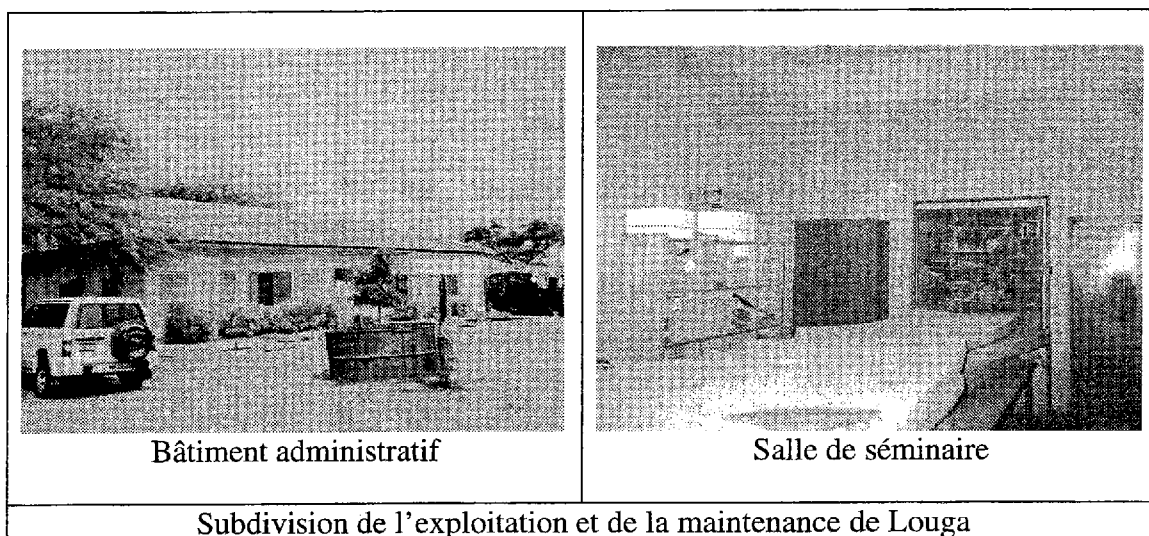 Bâtiment administratif
Salle de séminaire
Subdivision de l'exploitation et de la maintenance de Louga